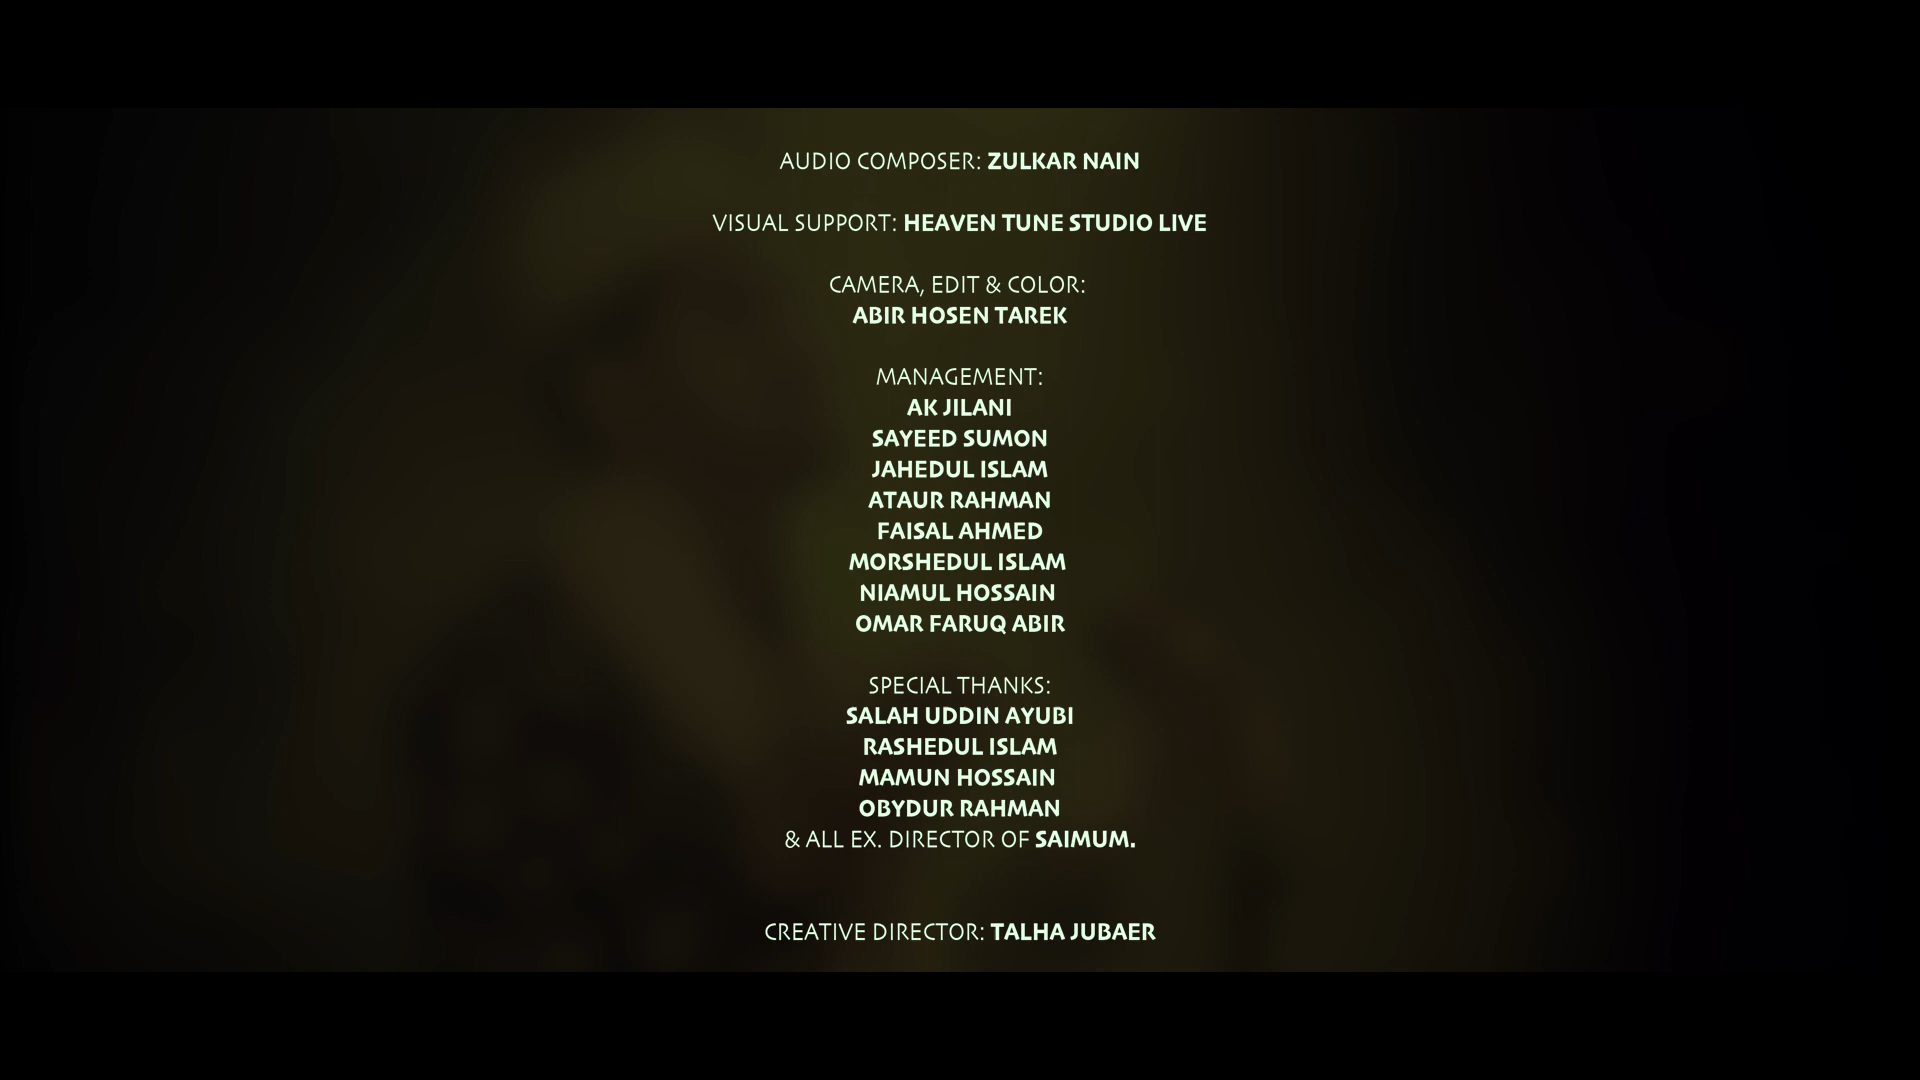 AUDIO COMPOSER: ZULKAR NAIN
VISUAL SUPPORT: HEAVEN TUNE STUDIO LIVE
CAMERA, EDIT & COLOR:
ABIR HOSEN TAREK
MANAGEMENT:
AK JILANI
SAYEED SUMON
JAHEDUL ISLAM
ATAUR RAHMAN
FAISAL AHMED
MORSHEDUL ISLAM
NIAMUL HOSSAIN
OMAR FARUQ ABIR
SPECIAL THANKS:
SALAH UDDIN AYUBI
RASHEDUL ISLAM
MAMUN HOSSAIN
OBYDUR RAHMAN
& ALL EX. DIRECTOR OF SAIMUM.
CREATIVE DIRECTOR: TALHA JUBAER